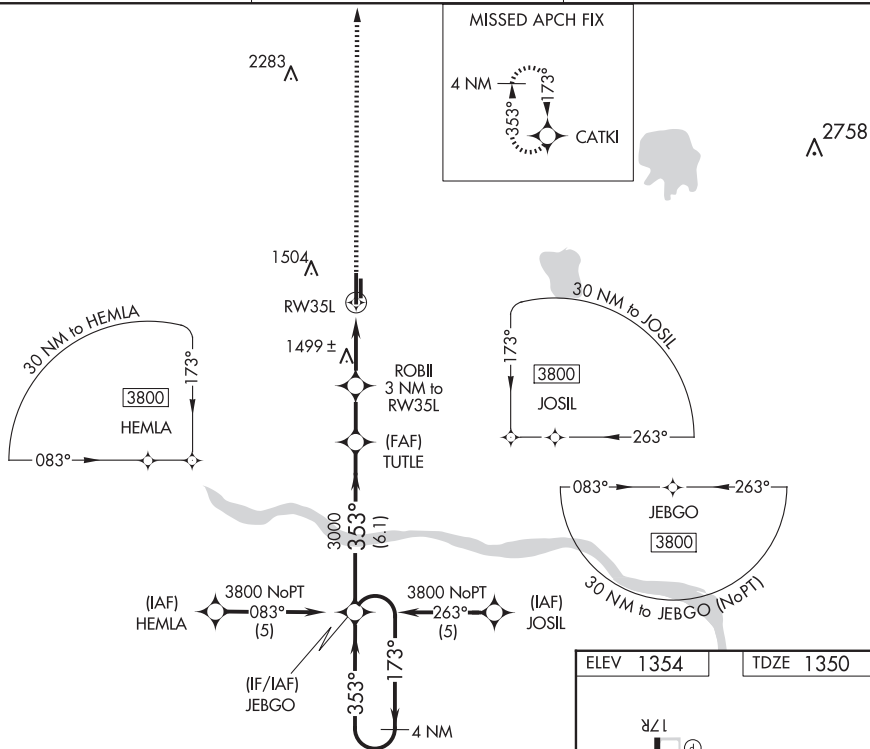 MISSED APCH FIX
4 NM
353°
173°
CATKI
2283
2758
1504
RW35L
1499 ±
ROBII
3 NM to
RW35L
(FAF)
TUTLE
30 NM to HEMLA
173°
3800
HEMLA
083°
30 NM to JOSIL
173°
3800
JOSIL
263°
083°
263°
JEBGO
3800
30 NM to JEBGO (NoPT)
3000
353°
(6.1)
(IAF)
HEMLA
3800 NoPT
083°
(5)
3800 NoPT
263°
(5)
(IAF)
JOSIL
(IF/IAF)
JEBGO
353°
173°
4 NM
ELEV 1354
TDZE 1350
17R
P